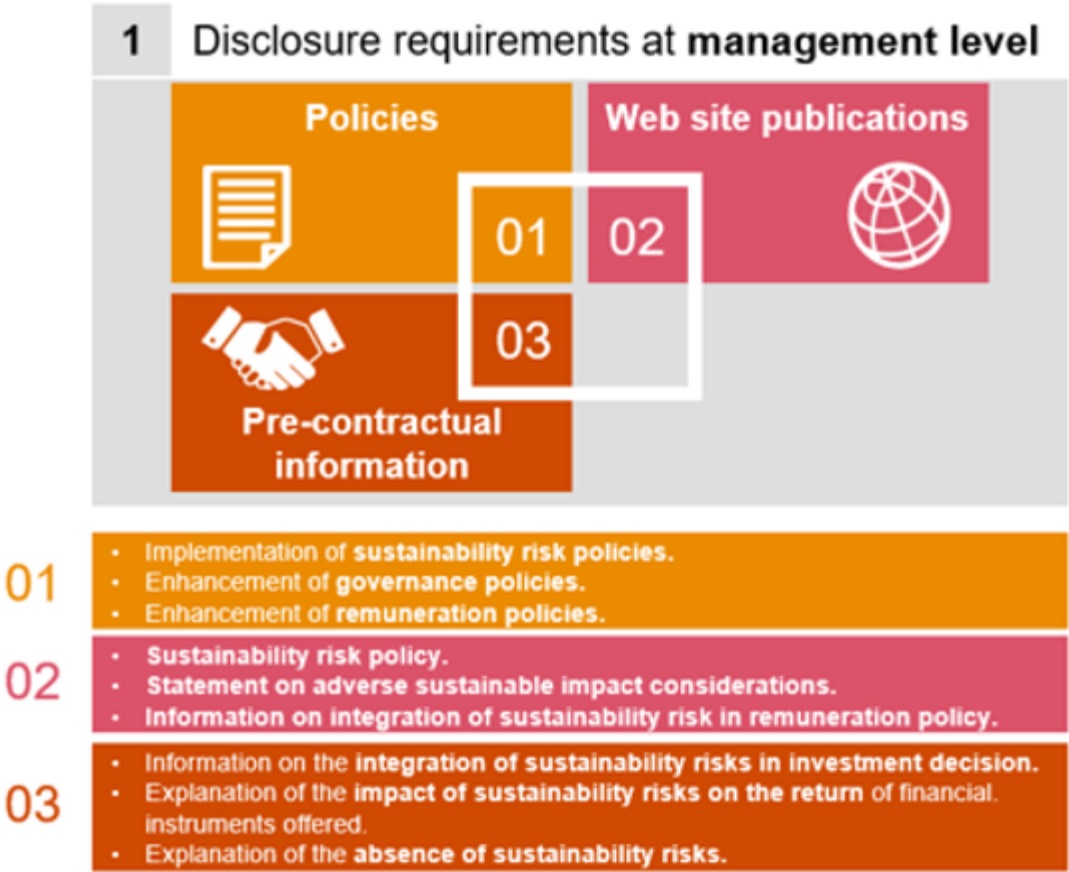 1 Disclosure requirements at management level
Policies
Web site publications
01
02
03
Pre-contractual
information
01
• Implementation of sustainability risk policies.
• Enhancement of governance policies.
• Enhancement of remuneration policies.
02
• Sustainability risk policy.
• Statement on adverse sustainable impact considerations.
• Information on integration of sustainability risk in remuneration policy.
03
• Information on the integration of sustainability risks in investment decision.
• Explanation of the impact of sustainability risks on the return of financial.
instruments offered.
• Explanation of the absence of sustainability risks.